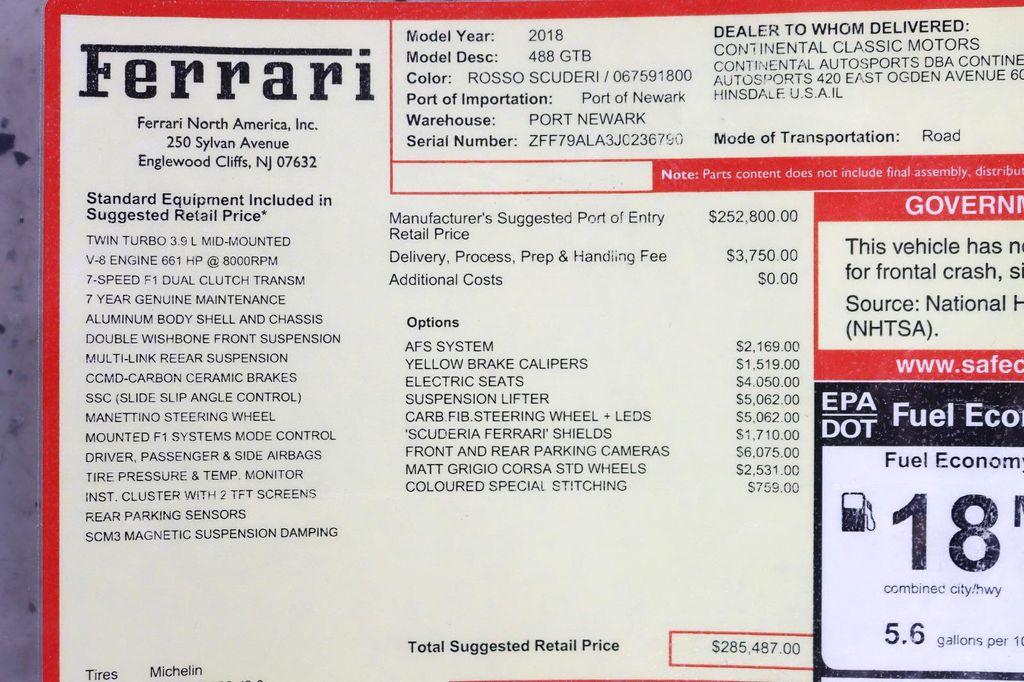 Ferrari
Ferrari North America, Inc.
250 Sylvan Avenue
Englewood Cliffs, NJ 07632
Standard Equipment Included in
Suggested Retail Price*
TWIN TURBO 3.9 L MID-MOUNTED
V-8 ENGINE 661 HP @ 8000RPM
7-SPEED F1 DUAL CLUTCH TRANSM
7 YEAR GENUINE MAINTENANCE
ALUMINUM BODY SHELL AND CHASSIS
DOUBLE WISHBONE FRONT SUSPENSION
MULTI-LINK REEAR SUSPENSION
CCMD-CARBON CERAMIC BRAKES
SSC (SLIDE SLIP ANGLE CONTROL)
MANETTINO STEERING WHEEL
MOUNTED F1 SYSTEMS MODE CONTROL
DRIVER, PASSENGER & SIDE AIRBAGS
TIRE PRESSURE & TEMP. MONITOR
INST. CLUSTER WITH 2 TFT SCREENS
REAR PARKING SENSORS
SCM3 MAGNETIC SUSPENSION DAMPING
Tires Michelin
Model Year: 2018
Model Desc: 488 GTB
Color: ROSSO SCUDERI / 067591800
Port of Importation: Port of Newark
Warehouse: PORT NEWARK
Serial Number: ZFF79ALA3J0236790
DEALER TO WHOM DELIVERED:
CONTINENTAL CLASSIC MOTORS
CONTINENTAL AUTOSPORTS DBA CONTINE
AUTOSPORTS 420 EAST OGDEN AVENUE 60
HINSDALE U.S.A.IL
Mode of Transportation: Road
Note: Parts content does not include final assembly, distribut
Manufacturer's Suggested Port of Entry $252,800.00
Retail Price
Delivery, Process, Prep & Handling Fee $3,750.00
Additional Costs $0.00
Options
AFS SYSTEM $2,169.00
YELLOW BRAKE CALIPERS $1,519.00
ELECTRIC SEATS $4,050.00
SUSPENSION LIFTER $5,062.00
CARB.FIB.STEERING WHEEL + LEDS $5,062.00
'SCUDERIA FERRARI' SHIELDS $1,710.00
FRONT AND REAR PARKING CAMERAS $6,075.00
MATT GRIGIO CORSA STD WHEELS $2,531.00
COLOURED SPECIAL STITCHING $759.00
Total Suggested Retail Price $285,487.00
GOVERNM
This vehicle has no
for frontal crash, si
Source: National H
(NHTSA).
www.safec
EPA
DOT
Fuel Eco
Fuel Economy
18
combined city/hwy
5.6 gallons per 10